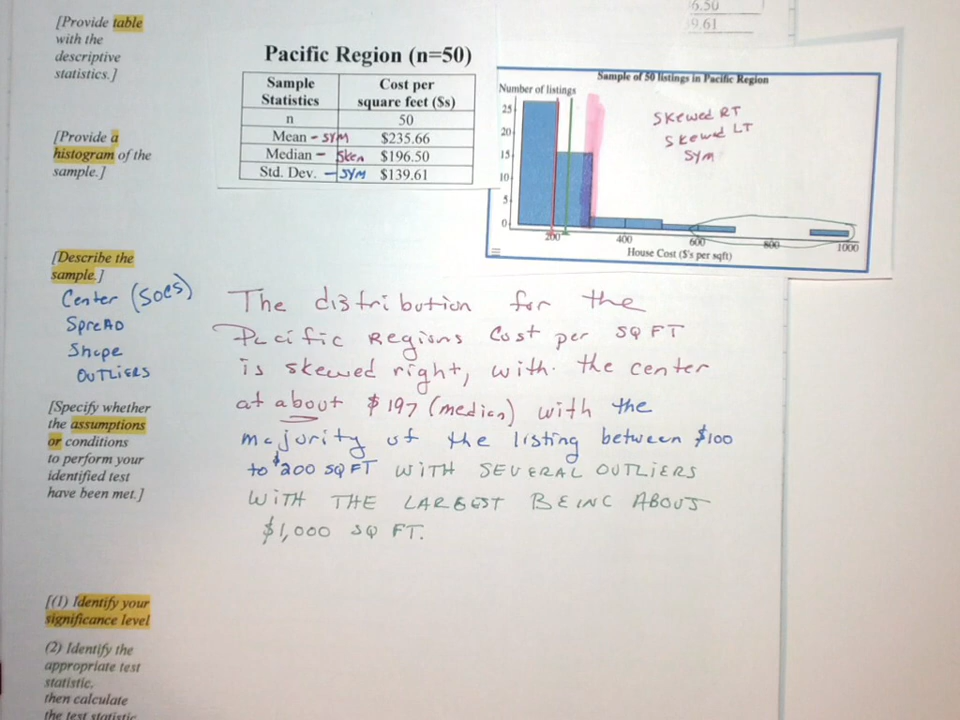 6.50
9.61
[Provide table
with the
descriptive
statistics.]
Pacific Region (n=50)
Sample Statistics Cost per square feet ($s)
n 50
Mean - SYM $235.66
Median - Skew $196.50
Std. Dev. - SYM $139.61
Sample of 50 listings in Pacific Region
Number of listings
25
20
15
10
5
0
200 400 600 800 1000
House Cost ($'s per sqft)
Skewed RT
Skewed LT
Sym
[Provide a
histogram of the
sample.]
[Describe the
sample.]
Center (SOCS)
SpreAD
Shape
OUTLiERS
The distribution for the
Pacific Regions Cost per SQ FT
is skewed right, with the center
at about $197 (median) with the
majority of the listing between $100
to $200 SQ FT WITH SEVERAL OUTLIERS
WITH THE LARGEST BEING ABOUT
$1,000 SQ FT.
[Specify whether
the assumptions
or conditions
to perform your
identified test
have been met.]
[(1) Identify your
significance level
(2) Identify the
appropriate test
statistic,
then calculate
the test statistic